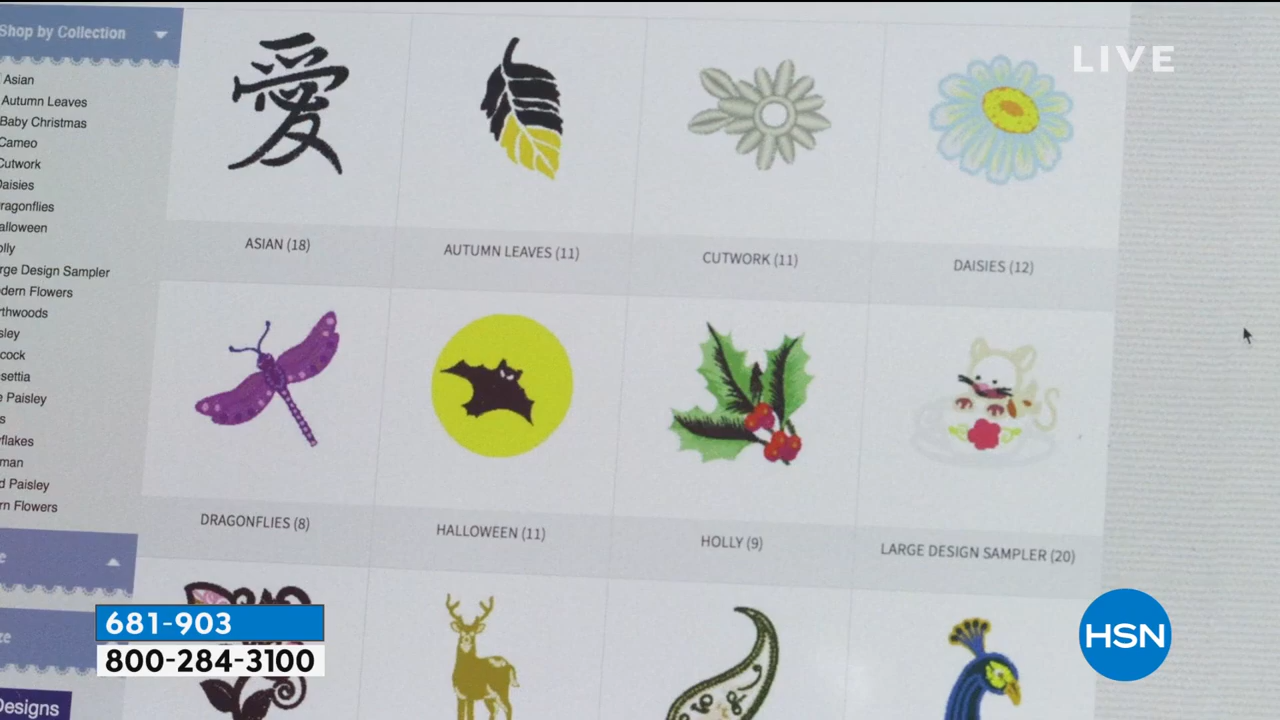 Shop by Collection
LIVE
Asian
Autumn Leaves
Baby Christmas
Cameo
Cutwork
Daisies
ragonflies
alloween
olly
rge Design Sampler
dern Flowers
rthwoods
sley
cock
settia
e Paisley
s
flakes
man
d Paisley
rn Flowers
愛
ASIAN (18)
AUTUMN LEAVES (11)
CUTWORK (11)
DAISIES (12)
DRAGONFLIES (8)
HALLOWEEN (11)
HOLLY (9)
LARGE DESIGN SAMPLER (20)
e
ze
Designs
681-903
800-284-3100
HSN